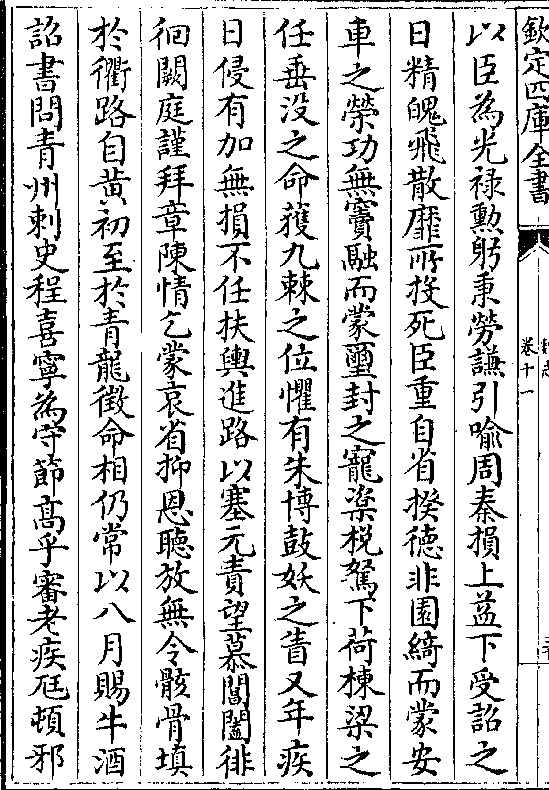 欽定四庫全書
魏志
卷十一
以臣為光祿勲躬秉勞謙引喻周秦損上益下受詔之
日精魄飛散靡所投死臣重自省揆德非園綺而蒙安
車之榮功無竇融而蒙璽封之寵楶梲駑下荷棟梁之
任垂没之命獲九棘之位懼有朱博鼓妖之眚又年疾
日侵有加無損不任扶輿進路以塞元責望慕閶闔徘
徊闕庭謹拜章陳情乞蒙哀省抑恩聽放無令骸骨填
於衢路自黄初至於青龍徵命相仍常以八月賜牛酒
詔書問青州刺史程喜寧為守節髙乎審老疾尫頓邪